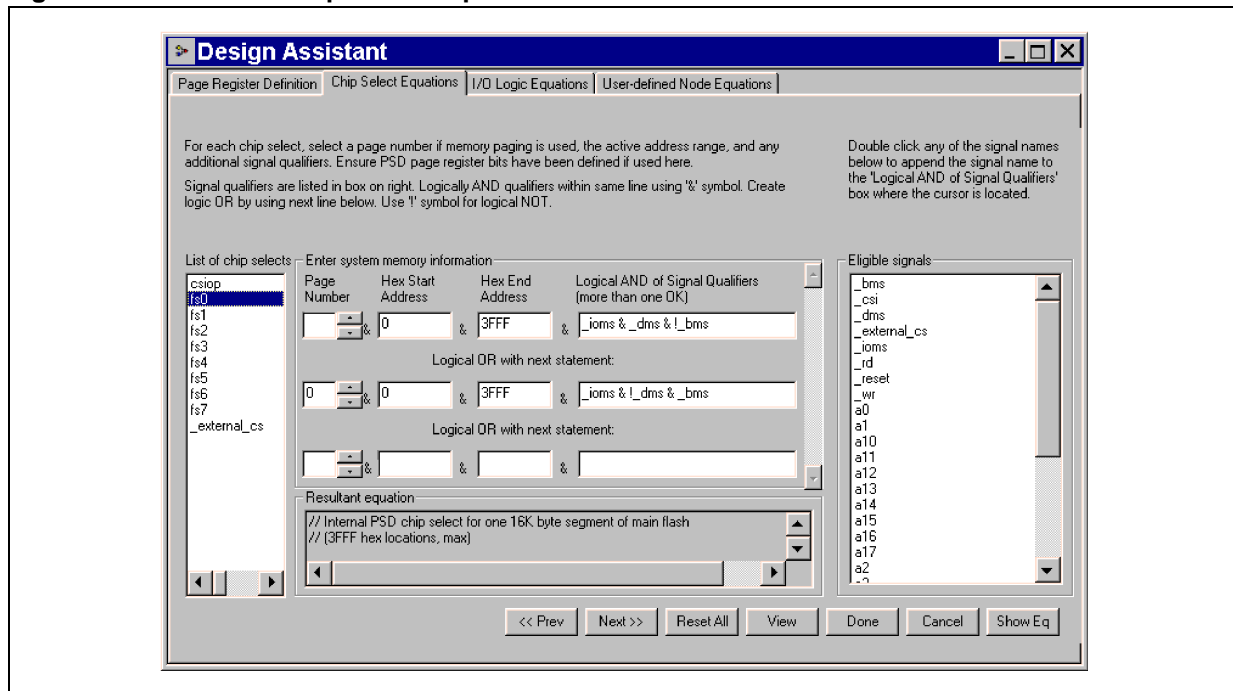 Design Assistant
Page Register Definition Chip Select Equations I/O Logic Equations User-defined Node Equations
For each chip select, select a page number if memory paging is used, the active address range, and any
additional signal qualifiers. Ensure PSD page register bits have been defined if used here.
Signal qualifiers are listed in box on right. Logically AND qualifiers within same line using '&' symbol. Create
logic OR by using next line below. Use '!' symbol for logical NOT.
Double click any of the signal names
below to append the signal name to
the 'Logical AND of Signal Qualifiers'
box where the cursor is located.
List of chip selects
csiop
fs0
fs1
fs2
fs3
fs4
fs5
fs6
fs7
_external_cs
Enter system memory information
Page Number
Hex Start Address
Hex End Address
Logical AND of Signal Qualifiers
(more than one OK)
& 0 & 3FFF & _ioms & _dms & !_bms
Logical OR with next statement:
0 & 0 & 3FFF & _ioms & !_dms & _bms
Logical OR with next statement:
& & &
Resultant equation
// Internal PSD chip select for one 16K byte segment of main flash
// (3FFF hex locations, max)
Eligible signals
_bms
_csi
_dms
_external_cs
_ioms
_rd
_reset
_wr
a0
a1
a10
a11
a12
a13
a14
a15
a16
a17
a2
<< Prev Next >> Reset All View Done Cancel Show Eq